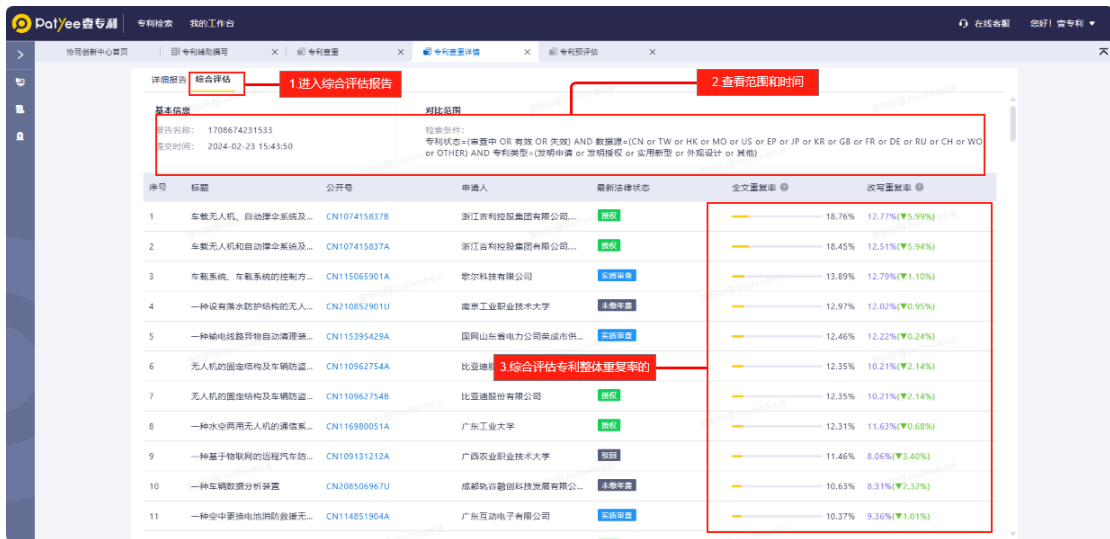 PatYee壹专利 专利检索 我的工作台 在线客服 您好！壹专利 ▼
协同创新中心首页 专利辅助撰写 × 专利查重 × 专利查重详情 × 专利预评估 ×
详细报告 综合评估
1.进入综合评估报告
2.查看范围和时间
基本信息 对比范围
报告名称： 1708674231533 检索条件：
提交时间： 2024-02-23 15:43:50 专利状态=(审查中 OR 有效 OR 失效) AND 数据源=(CN or TW or HK or MO or US or EP or JP or KR or GB or FR or DE or RU or CH or WO
or OTHER) AND 专利类型=(发明申请 or 发明授权 or 实用新型 or 外观设计 or 其他)
序号 标题 公开号 申请人 最新法律状态 全文重复率 改写重复率
1 车载无人机、自动撑伞系统及... CN107415837B 浙江吉利控股集团有限公司,... 授权 18.76% 12.77%(▼5.99%)
2 车载无人机和自动撑伞系统及... CN107415837A 浙江吉利控股集团有限公司,... 授权 18.45% 12.51%(▼5.94%)
3 车载系统、车载系统的控制方... CN115065901A 歌尔科技有限公司 实质审查 13.89% 12.79%(▼1.10%)
4 一种设有落水防护结构的无人... CN210852901U 南京工业职业技术大学 未缴年费 12.97% 12.02%(▼0.95%)
5 一种输电线路异物自动清理装... CN115395429A 国网山东省电力公司荣成市供... 实质审查 12.46% 12.22%(▼0.24%)
6 无人机的固定结构及车辆防盗... CN110962754A 比亚迪 12.35% 10.21%(▼2.14%)
3.综合评估专利整体重复率的
7 无人机的固定结构及车辆防盗... CN110962754B 比亚迪股份有限公司 授权 12.35% 10.21%(▼2.14%)
8 一种水空两用无人机的通信系... CN116980051A 广东工业大学 授权 12.31% 11.63%(▼0.68%)
9 一种基于物联网的远程汽车防... CN109131212A 广西农业职业技术大学 驳回 11.46% 8.06%(▼3.40%)
10 一种车辆数据分析装置 CN208506967U 成都轨谷融创科技发展有限公... 未缴年费 10.63% 8.31%(▼2.32%)
11 一种空中更换电池消防救援无... CN114851904A 广东互动电子有限公司 实质审查 10.37% 9.36%(▼1.01%)